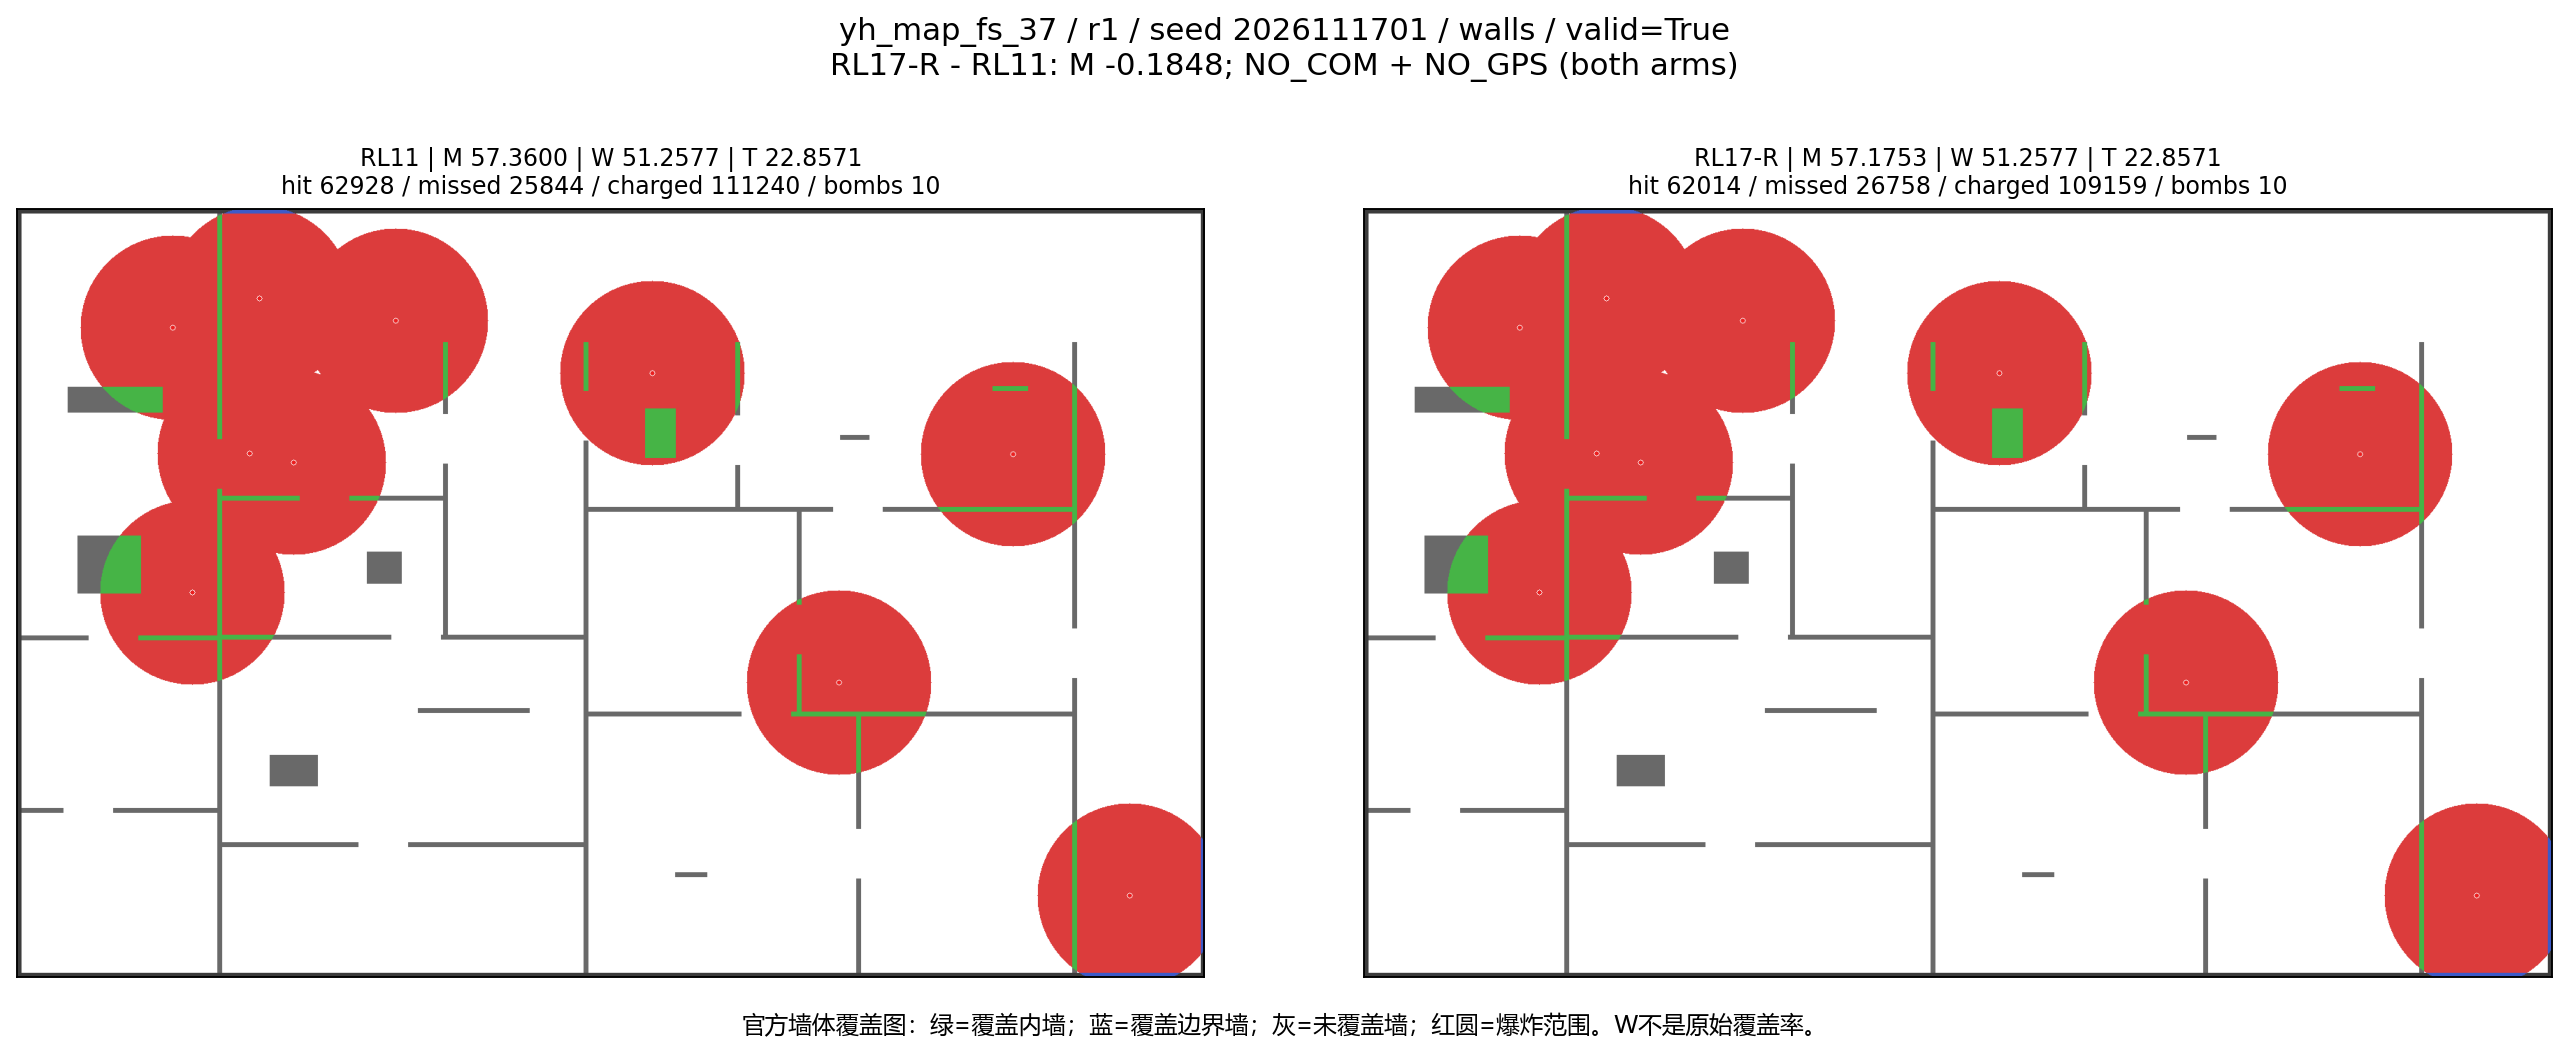 yh_map_fs_37 / r1 / seed 2026111701 / walls / valid=True
RL17-R - RL11: M -0.1848; NO_COM + NO_GPS (both arms)
RL11 | M 57.3600 | W 51.2577 | T 22.8571
hit 62928 / missed 25844 / charged 111240 / bombs 10
RL17-R | M 57.1753 | W 51.2577 | T 22.8571
hit 62014 / missed 26758 / charged 109159 / bombs 10
官方墙体覆盖图：绿=覆盖内墙；蓝=覆盖边界墙；灰=未覆盖墙；红圆=爆炸范围。W不是原始覆盖率。